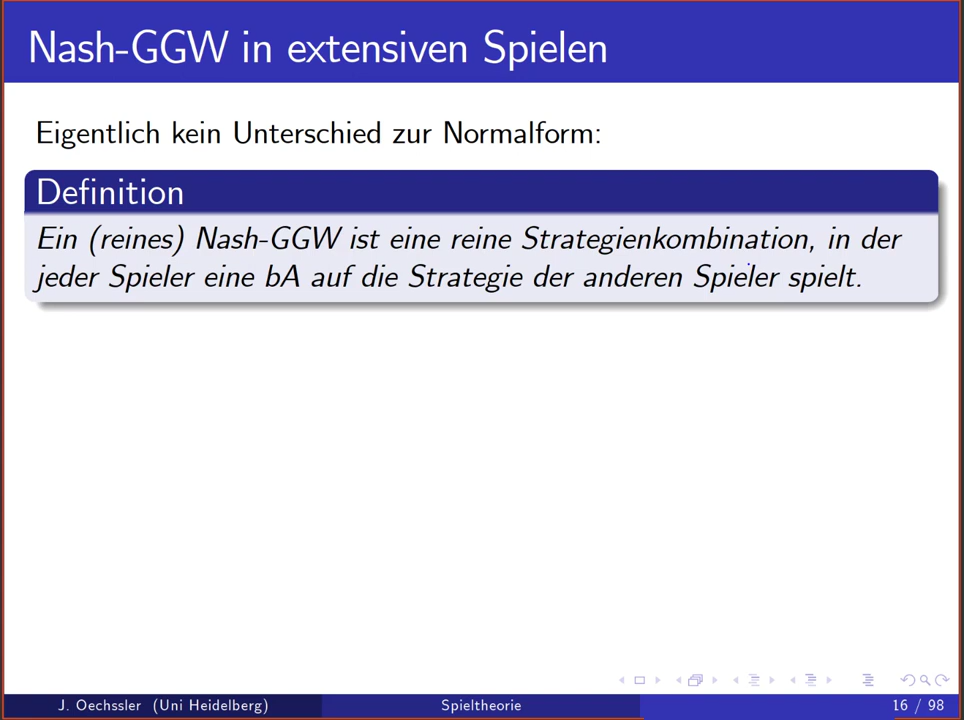 Nash-GGW in extensiven Spielen
Eigentlich kein Unterschied zur Normalform:
Definition
Ein (reines) Nash-GGW ist eine reine Strategienkombination, in der
jeder Spieler eine bA auf die Strategie der anderen Spieler spielt.
J. Oechssler (Uni Heidelberg) Spieltheorie 16 / 98